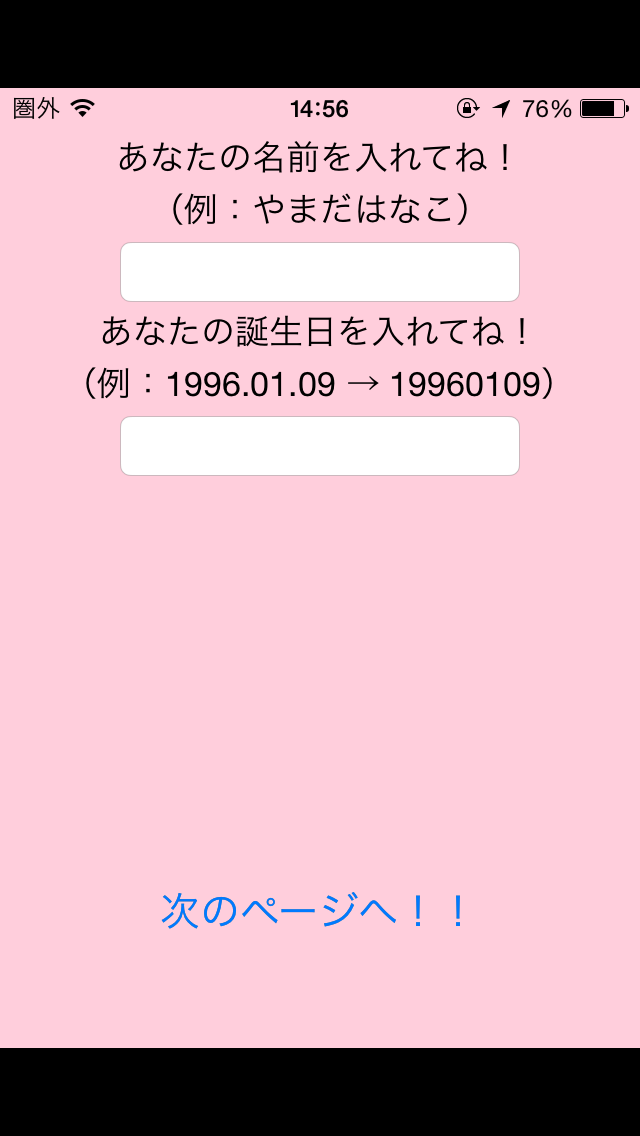 圏外 14:56 76%
あなたの名前を入れてね！
（例：やまだはなこ）
あなたの誕生日を入れてね！
（例：1996.01.09 → 19960109）
次のページへ！！